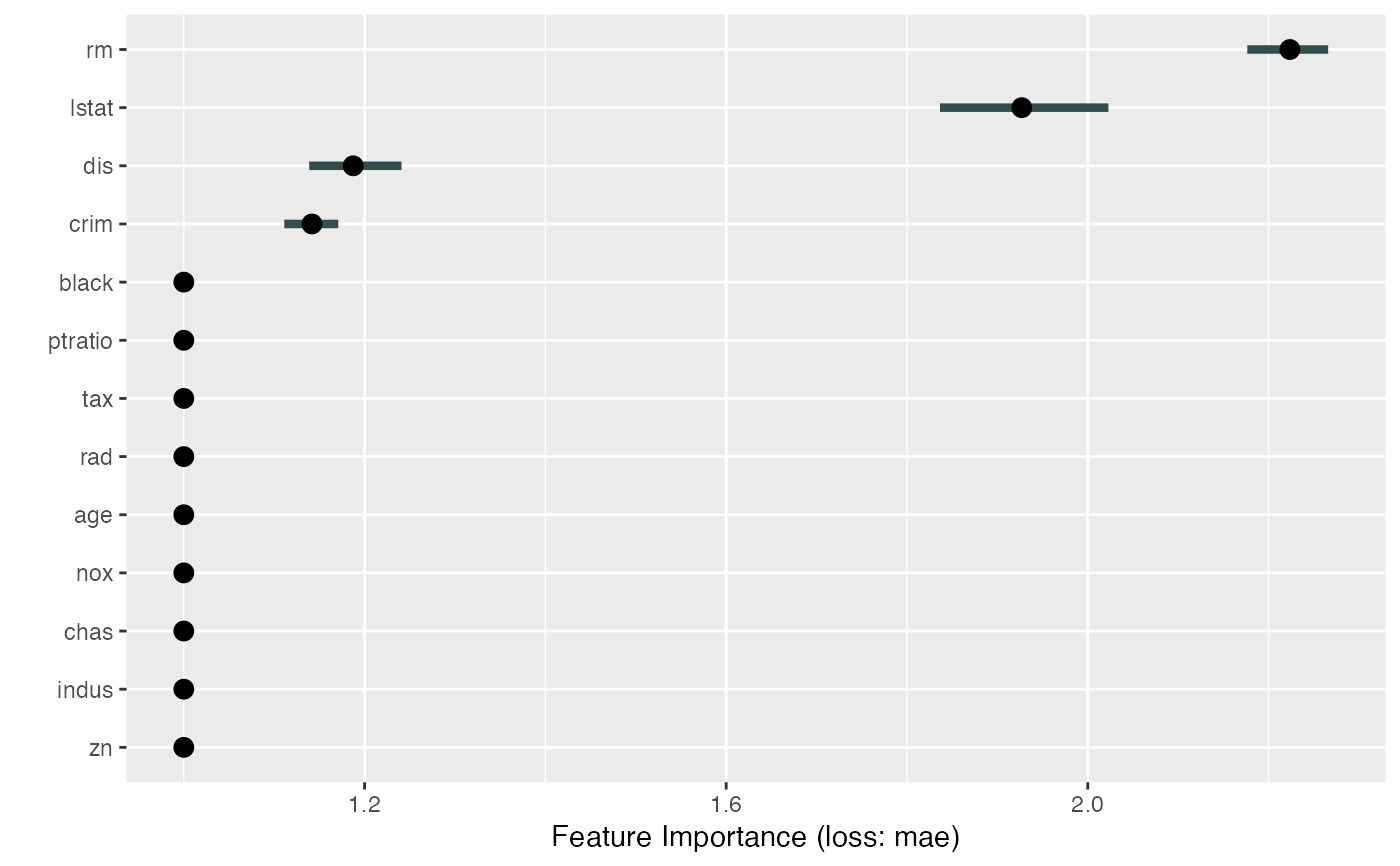 rm
lstat
dis
crim
black
ptratio
tax
rad
age
nox
chas
indus
zn
1.2 1.6 2.0
Feature Importance (loss: mae)